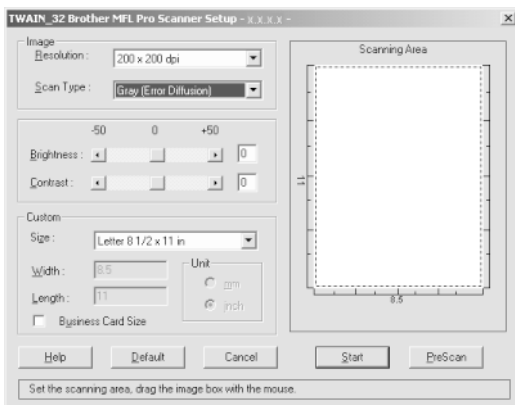 TWAIN_32 Brother MFL Pro Scanner Setup - x.x.x.x -
Image
Resolution :
200 x 200 dpi
Scan Type :
Gray (Error Diffusion)
-50 0 +50
Brightness : 0
Contrast : 0
Custom
Size :
Letter 8 1/2 x 11 in
Width : 8.5
Length : 11
Unit
mm
inch
Business Card Size
Scanning Area
11
8.5
Help Default Cancel Start PreScan
Set the scanning area, drag the image box with the mouse.